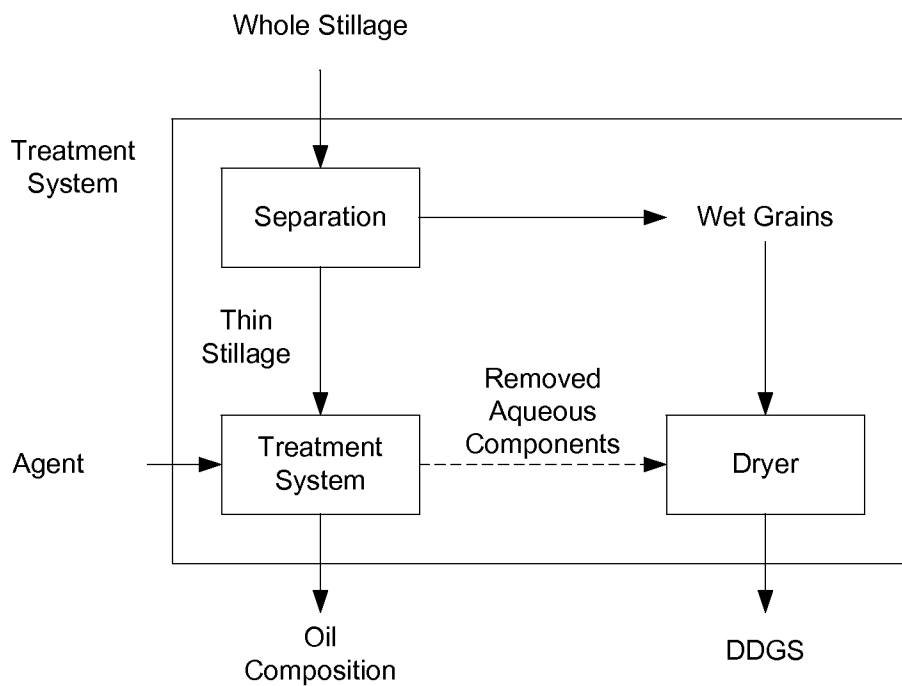 Whole Stillage
Treatment
System
Separation
Wet Grains
Thin
Stillage
Removed
Aqueous
Components
Agent
Treatment
System
Dryer
Oil
Composition
DDGS